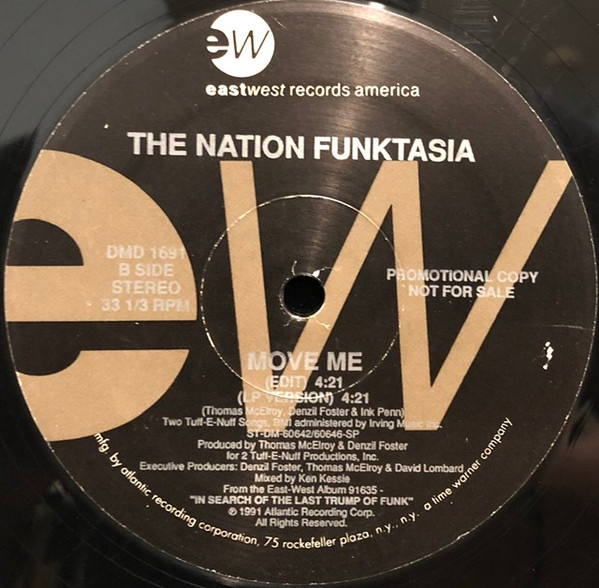 ew
eastwest records america
THE NATION FUNKTASIA
ew
DMD 1691
B SIDE
STEREO
33 1/3 RPM
PROMOTIONAL COPY
NOT FOR SALE
MOVE ME
(EDIT) 4:21
(LP VERSION) 4:21
(Thomas McElroy, Denzil Foster & Ink Penn)
Two Tuff-E-Nuff Songs, BMI administered by Irving Music Inc.
ST-DM-60642/60646-SP
Produced by Thomas McElroy & Denzil Foster
for 2 Tuff-E-Nuff Productions, Inc.
Executive Producers: Denzil Foster, Thomas McElroy & David Lombard
Mixed by Ken Kessie
From the East-West Album 91635 -
"IN SEARCH OF THE LAST TRUMP OF FUNK"
℗ 1991 Atlantic Recording Corp.
All Rights Reserved.
mfg. by atlantic recording corporation, 75 rockefeller plaza, n.y., n.y. a time warner company